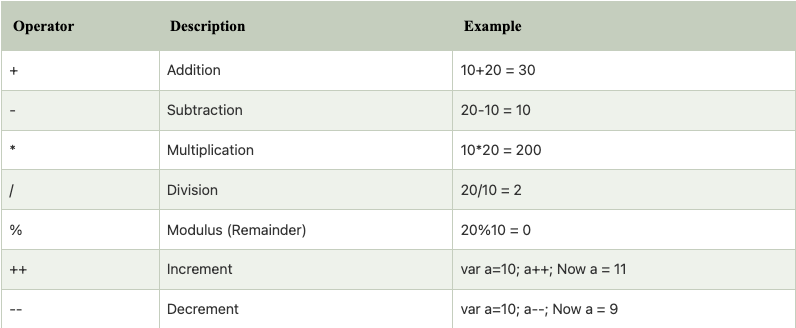 Operator Description Example
+ Addition 10+20 = 30
- Subtraction 20-10 = 10
* Multiplication 10*20 = 200
/ Division 20/10 = 2
% Modulus (Remainder) 20%10 = 0
++ Increment var a=10; a++; Now a = 11
-- Decrement var a=10; a--; Now a = 9